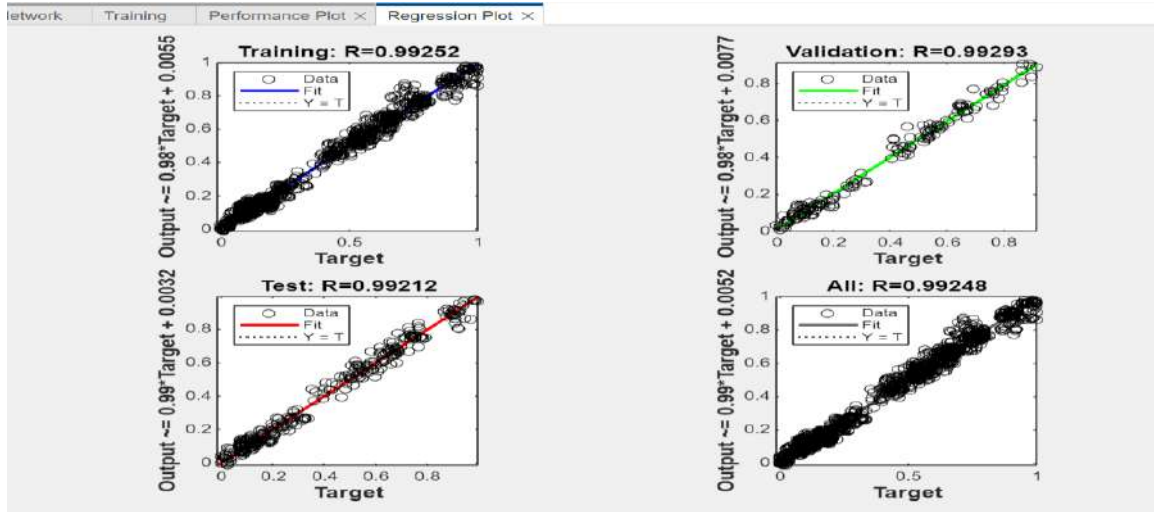 etwork Training Performance Plot × Regression Plot ×
Training: R=0.99252
Output ~= 0.98*Target + 0.0055
1
0.8
0.6
0.4
0.2
0
Data
Fit
Y = T
0 0.5 1
Target
Validation: R=0.99293
Output ~= 0.98*Target + 0.0077
0.8
0.6
0.4
0.2
0
Data
Fit
Y = T
0 0.2 0.4 0.6 0.8
Target
Test: R=0.99212
Output ~= 0.99*Target + 0.0032
0.8
0.6
0.4
0.2
0
Data
Fit
Y = T
0 0.2 0.4 0.6 0.8
Target
All: R=0.99248
Output ~= 0.99*Target + 0.0052
1
0.8
0.6
0.4
0.2
0
Data
Fit
Y = T
0 0.5 1
Target